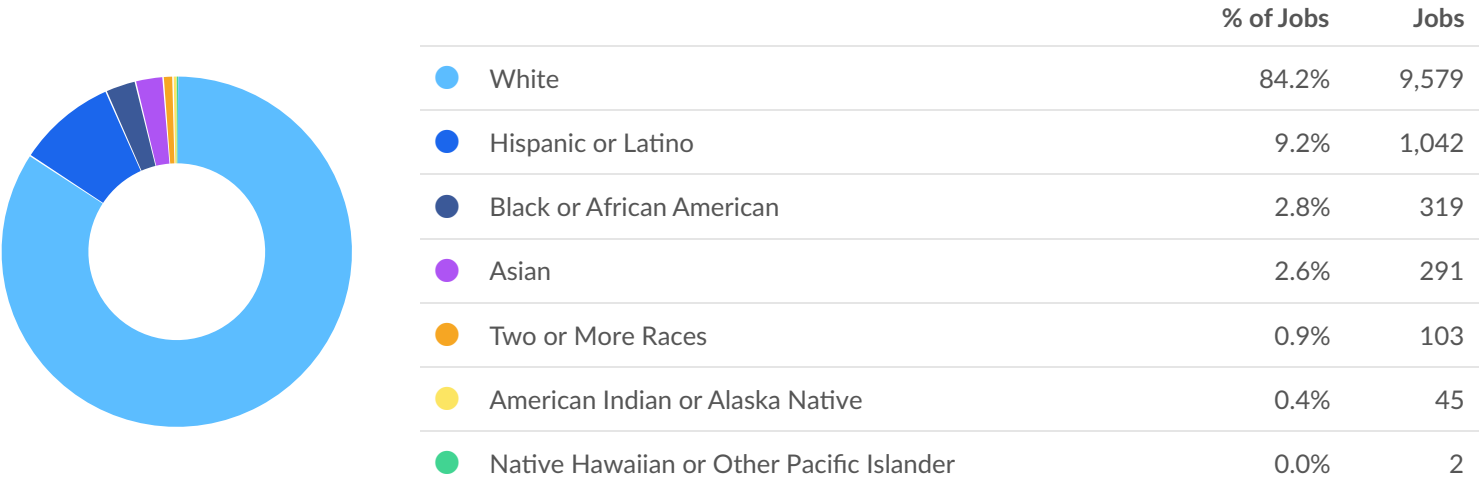 % of Jobs Jobs
White 84.2% 9,579
Hispanic or Latino 9.2% 1,042
Black or African American 2.8% 319
Asian 2.6% 291
Two or More Races 0.9% 103
American Indian or Alaska Native 0.4% 45
Native Hawaiian or Other Pacific Islander 0.0% 2